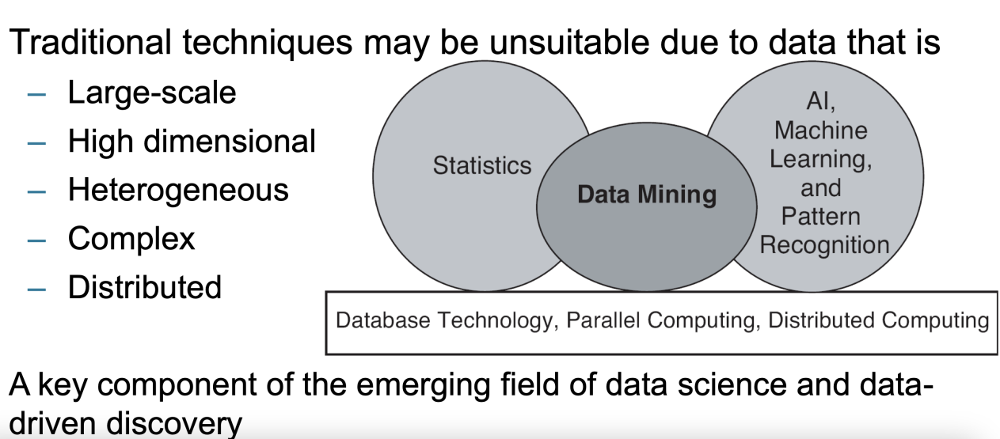 Traditional techniques may be unsuitable due to data that is
– Large-scale
– High dimensional
– Heterogeneous
– Complex
– Distributed
Statistics
Data Mining
AI,
Machine
Learning,
and
Pattern
Recognition
Database Technology, Parallel Computing, Distributed Computing
A key component of the emerging field of data science and data-
driven discovery